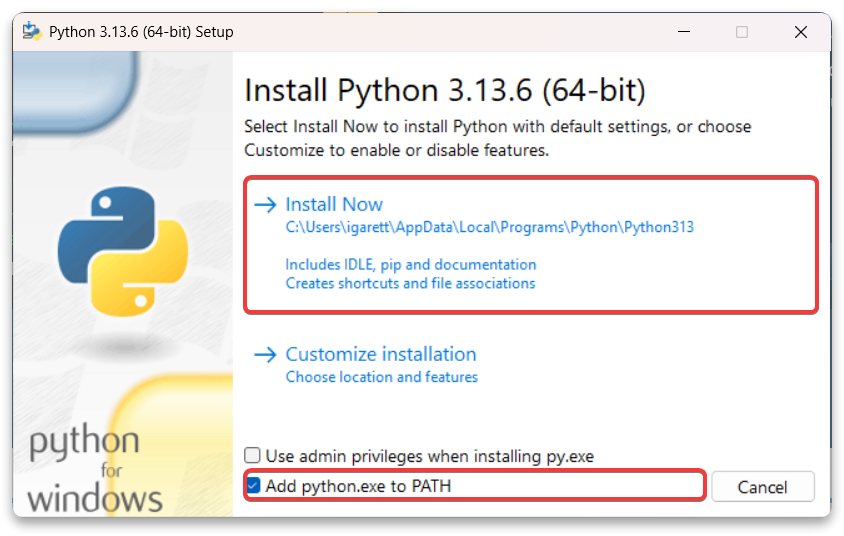 Python 3.13.6 (64-bit) Setup
Install Python 3.13.6 (64-bit)
Select Install Now to install Python with default settings, or choose
Customize to enable or disable features.
Install Now
C:\Users\igarett\AppData\Local\Programs\Python\Python313
Includes IDLE, pip and documentation
Creates shortcuts and file associations
Customize installation
Choose location and features
python
for
windows
Use admin privileges when installing py.exe
Add python.exe to PATH
Cancel